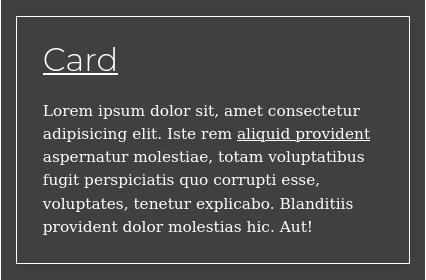 Card
Lorem ipsum dolor sit, amet consectetur
adipisicing elit. Iste rem aliquid provident
aspernatur molestiae, totam voluptatibus
fugit perspiciatis quo corrupti esse,
voluptates, tenetur explicabo. Blanditiis
provident dolor molestias hic. Aut!